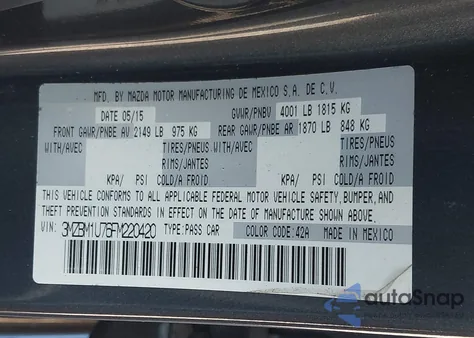 MFD. BY MAZDA MOTOR MANUFACTURING DE MEXICO S.A. DE C.V.
DATE 05/15 GVWR/PNBV 4001 LB 1815 KG
FRONT GAWR/PNBE AV 2149 LB 975 KG REAR GAWR/PNBE AR 1870 LB 848 KG
WITH/AVEC TIRES/PNEUS WITH/AVEC TIRES/PNEUS
RIMS/JANTES RIMS/JANTES
KPA/ PSI COLD/A FROID KPA/ PSI COLD/A FROID
THIS VEHICLE CONFORMS TO ALL APPLICABLE FEDERAL MOTOR VEHICLE SAFETY, BUMPER, AND
THEFT PREVENTION STANDARDS IN EFFECT ON THE DATE OF MANUFACTURE SHOWN ABOVE.
VIN: 3MZBM1U76FM220420 TYPE:PASS CAR COLOR CODE:42A MADE IN MEXICO
autoSnap